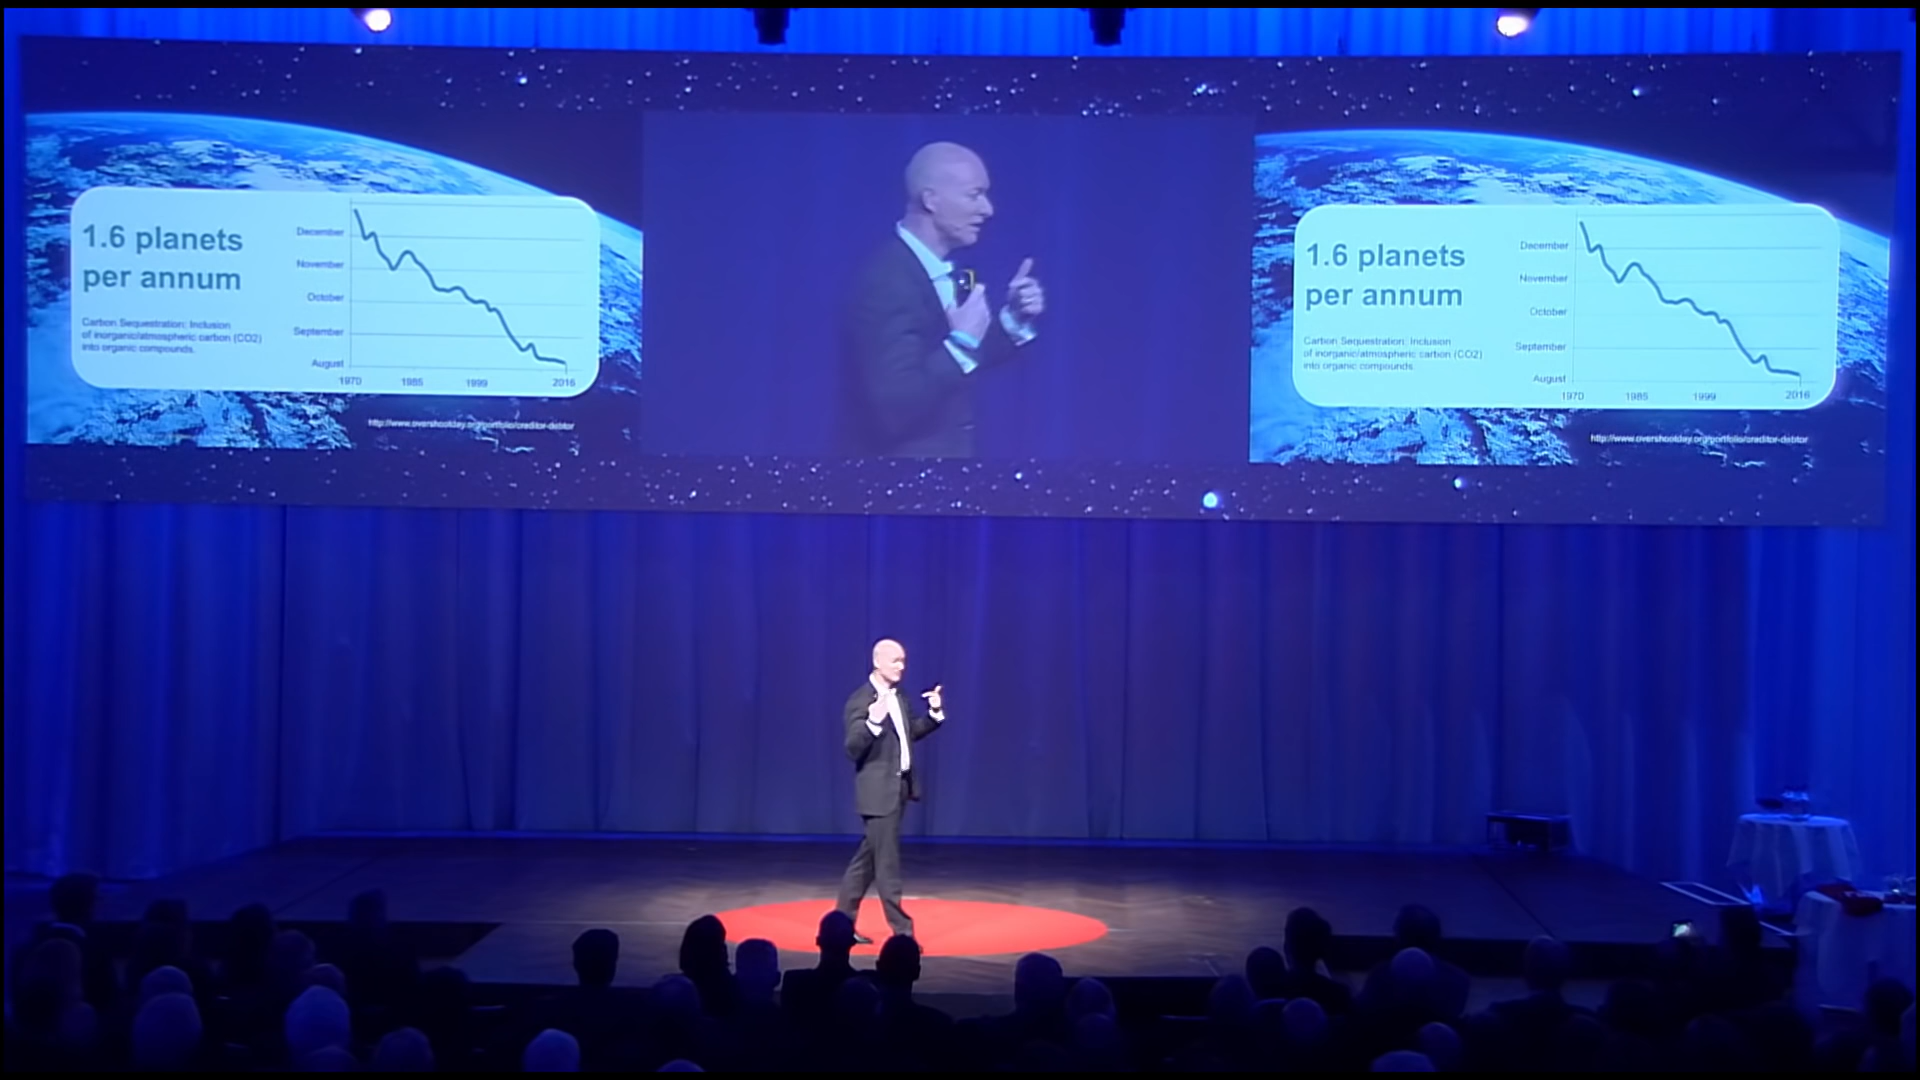 1.6 planets
per annum
Carbon Sequestration: Inclusion
of inorganic/atmospheric carbon (CO2)
into organic compounds.
December
November
October
September
August
1970 1985 1999 2016
http://www.overshootday.org/portfolio/creditor-debtor
1.6 planets
per annum
Carbon Sequestration: Inclusion
of inorganic/atmospheric carbon (CO2)
into organic compounds.
December
November
October
September
August
1970 1985 1999 2016
http://www.overshootday.org/portfolio/creditor-debtor